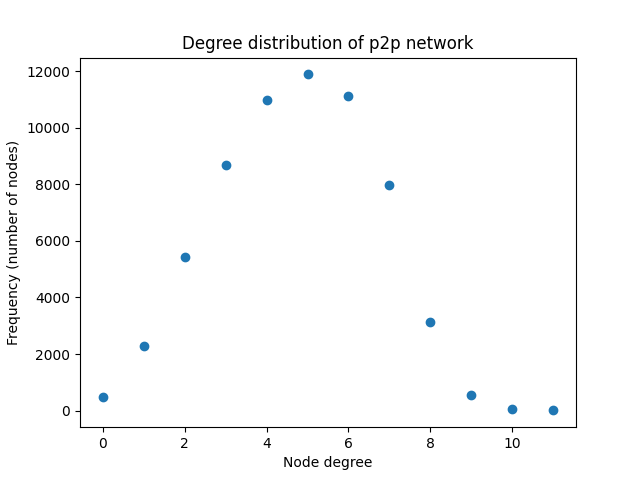 Degree distribution of p2p network
12000
10000
8000
6000
4000
2000
0
Frequency (number of nodes)
0 2 4 6 8 10
Node degree